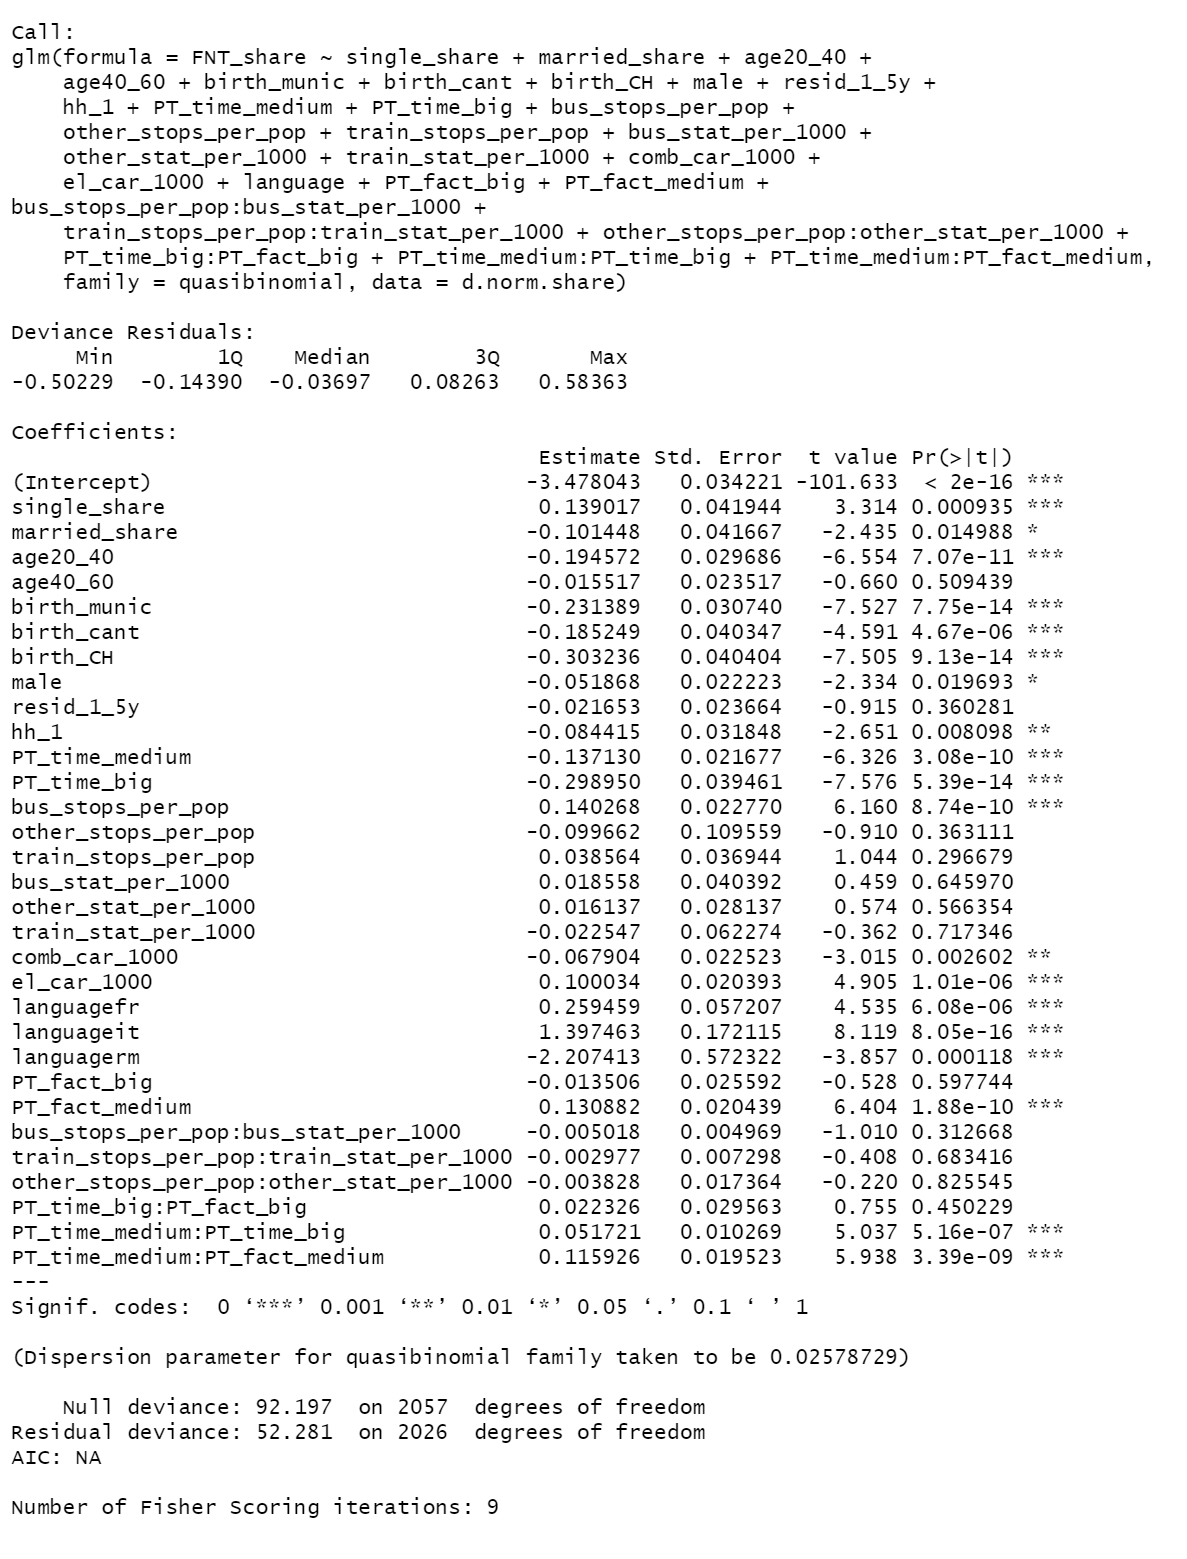 Call:
glm(formula = FNT_share ~ single_share + married_share + age20_40 +
    age40_60 + birth_munic + birth_cant + birth_CH + male + resid_1_5y +
    hh_1 + PT_time_medium + PT_time_big + bus_stops_per_pop +
    other_stops_per_pop + train_stops_per_pop + bus_stat_per_1000 +
    other_stat_per_1000 + train_stat_per_1000 + comb_car_1000 +
    el_car_1000 + language + PT_fact_big + PT_fact_medium +
bus_stops_per_pop:bus_stat_per_1000 +
    train_stops_per_pop:train_stat_per_1000 + other_stops_per_pop:other_stat_per_1000 +
    PT_time_big:PT_fact_big + PT_time_medium:PT_time_big + PT_time_medium:PT_fact_medium,
    family = quasibinomial, data = d.norm.share)

Deviance Residuals:
     Min        1Q    Median        3Q       Max
-0.50229  -0.14390  -0.03697   0.08263   0.58363

Coefficients:
                                         Estimate Std. Error  t value Pr(>|t|)
(Intercept)                             -3.478043   0.034221 -101.633  < 2e-16 ***
single_share                             0.139017   0.041944    3.314 0.000935 ***
married_share                           -0.101448   0.041667   -2.435 0.014988 *
age20_40                                -0.194572   0.029686   -6.554 7.07e-11 ***
age40_60                                -0.015517   0.023517   -0.660 0.509439
birth_munic                             -0.231389   0.030740   -7.527 7.75e-14 ***
birth_cant                              -0.185249   0.040347   -4.591 4.67e-06 ***
birth_CH                                -0.303236   0.040404   -7.505 9.13e-14 ***
male                                    -0.051868   0.022223   -2.334 0.019693 *
resid_1_5y                              -0.021653   0.023664   -0.915 0.360281
hh_1                                    -0.084415   0.031848   -2.651 0.008098 **
PT_time_medium                          -0.137130   0.021677   -6.326 3.08e-10 ***
PT_time_big                             -0.298950   0.039461   -7.576 5.39e-14 ***
bus_stops_per_pop                        0.140268   0.022770    6.160 8.74e-10 ***
other_stops_per_pop                     -0.099662   0.109559   -0.910 0.363111
train_stops_per_pop                      0.038564   0.036944    1.044 0.296679
bus_stat_per_1000                        0.018558   0.040392    0.459 0.645970
other_stat_per_1000                      0.016137   0.028137    0.574 0.566354
train_stat_per_1000                     -0.022547   0.062274   -0.362 0.717346
comb_car_1000                           -0.067904   0.022523   -3.015 0.002602 **
el_car_1000                              0.100034   0.020393    4.905 1.01e-06 ***
languagefr                               0.259459   0.057207    4.535 6.08e-06 ***
languageit                               1.397463   0.172115    8.119 8.05e-16 ***
languagerm                              -2.207413   0.572322   -3.857 0.000118 ***
PT_fact_big                             -0.013506   0.025592   -0.528 0.597744
PT_fact_medium                           0.130882   0.020439    6.404 1.88e-10 ***
bus_stops_per_pop:bus_stat_per_1000     -0.005018   0.004969   -1.010 0.312668
train_stops_per_pop:train_stat_per_1000 -0.002977   0.007298   -0.408 0.683416
other_stops_per_pop:other_stat_per_1000 -0.003828   0.017364   -0.220 0.825545
PT_time_big:PT_fact_big                  0.022326   0.029563    0.755 0.450229
PT_time_medium:PT_time_big               0.051721   0.010269    5.037 5.16e-07 ***
PT_time_medium:PT_fact_medium            0.115926   0.019523    5.938 3.39e-09 ***
---
Signif. codes:  0 ‘***’ 0.001 ‘**’ 0.01 ‘*’ 0.05 ‘.’ 0.1 ‘ ’ 1

(Dispersion parameter for quasibinomial family taken to be 0.02578729)

    Null deviance: 92.197  on 2057  degrees of freedom
Residual deviance: 52.281  on 2026  degrees of freedom
AIC: NA

Number of Fisher Scoring iterations: 9